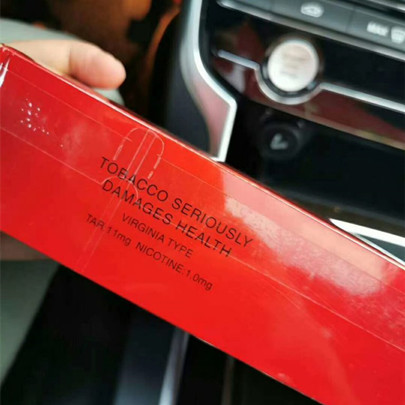 TOBACCO SERIOUSLY
DAMAGES HEALTH
VIRGINIA TYPE
TAR.11mg NICOTINE.1.0mg